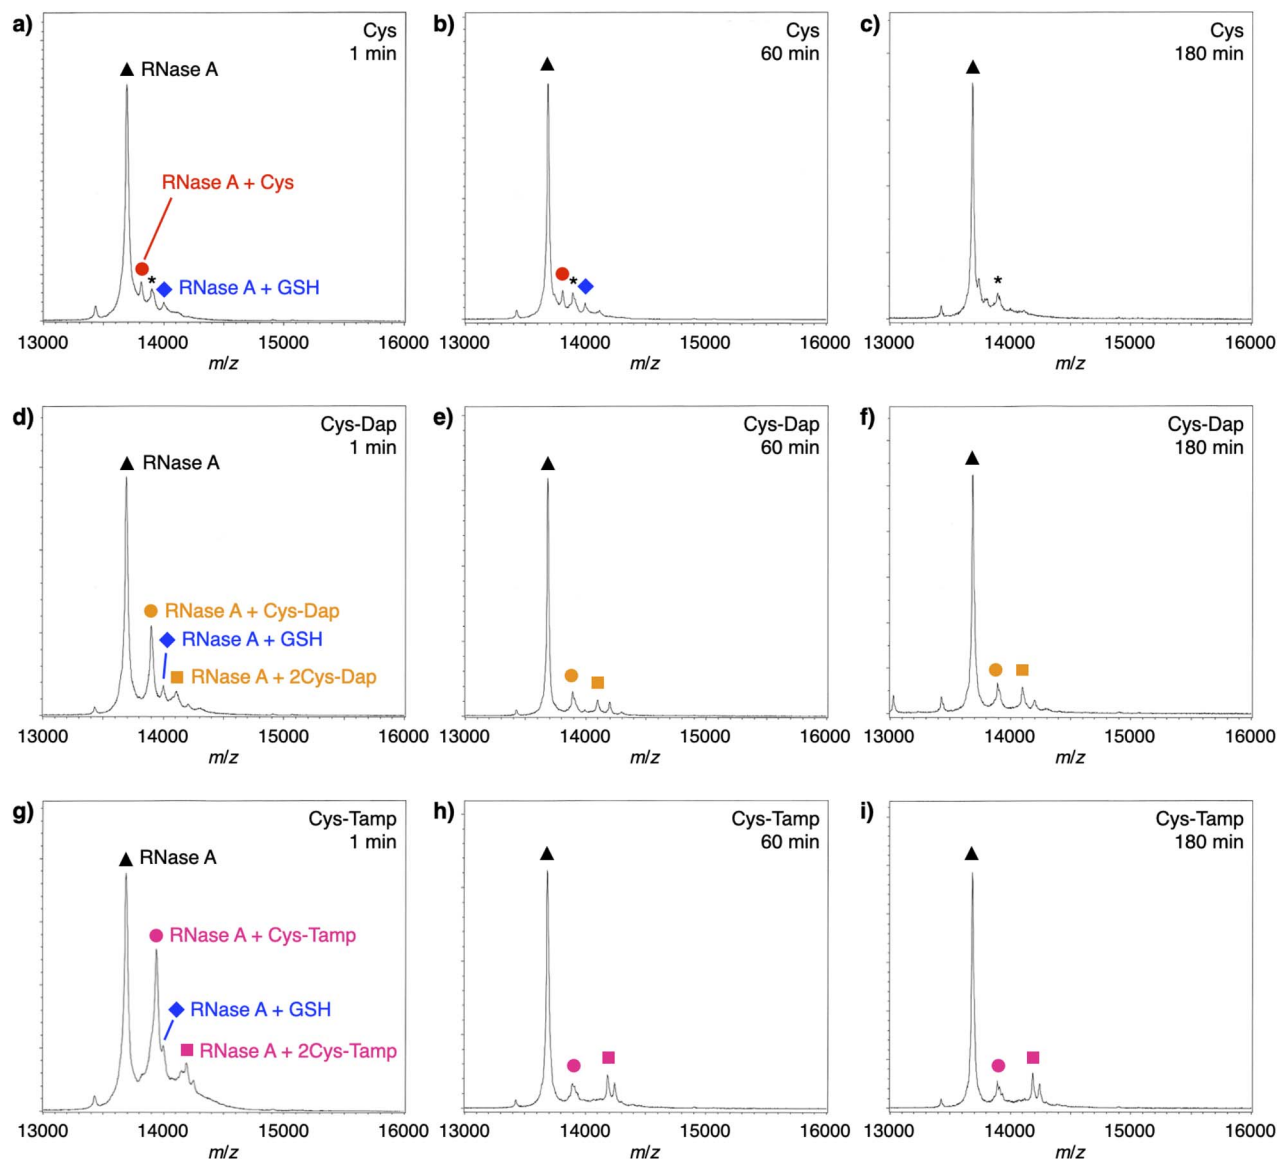 a)
Cys
1 min
▲ RNase A
RNase A + Cys
*
RNase A + GSH
13000 14000 15000 16000
m/z
b)
Cys
60 min
*
13000 14000 15000 16000
m/z
c)
Cys
180 min
*
13000 14000 15000 16000
m/z
d)
Cys-Dap
1 min
RNase A
RNase A + Cys-Dap
RNase A + GSH
RNase A + 2Cys-Dap
13000 14000 15000 16000
m/z
e)
Cys-Dap
60 min
13000 14000 15000 16000
m/z
f)
Cys-Dap
180 min
13000 14000 15000 16000
m/z
g)
Cys-Tamp
1 min
RNase A
RNase A + Cys-Tamp
RNase A + GSH
RNase A + 2Cys-Tamp
13000 14000 15000 16000
m/z
h)
Cys-Tamp
60 min
13000 14000 15000 16000
m/z
i)
Cys-Tamp
180 min
13000 14000 15000 16000
m/z